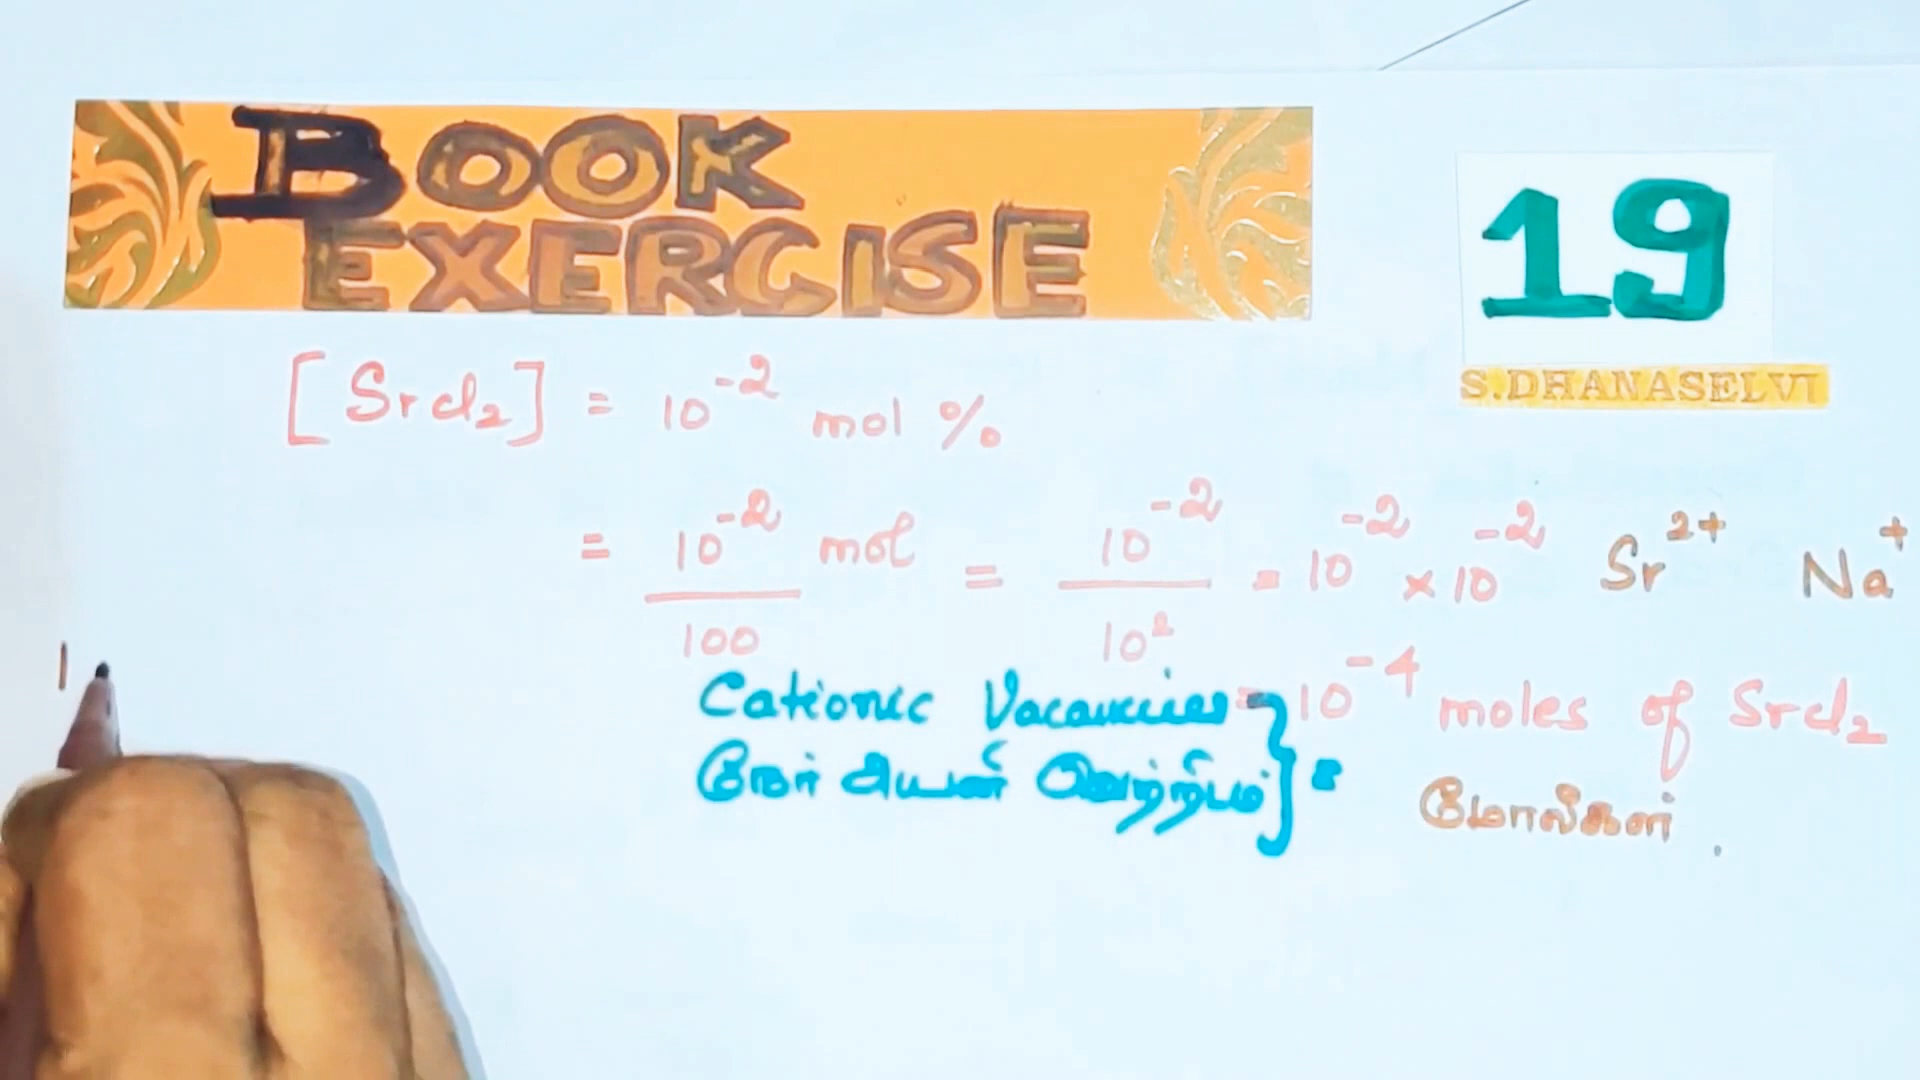 BOOK
EXERCISE
19
S.DHANASELVI
[SrCl₂] = 10⁻² mol %
= 10⁻² mol / 100 = 10⁻² / 10² = 10⁻² × 10⁻² Sr²⁺ Na⁺
= 10⁻⁴ moles of SrCl₂
மோல்கள்.
Cationic Vacancies
நேர் அயனி வெற்றிடம் } =
1